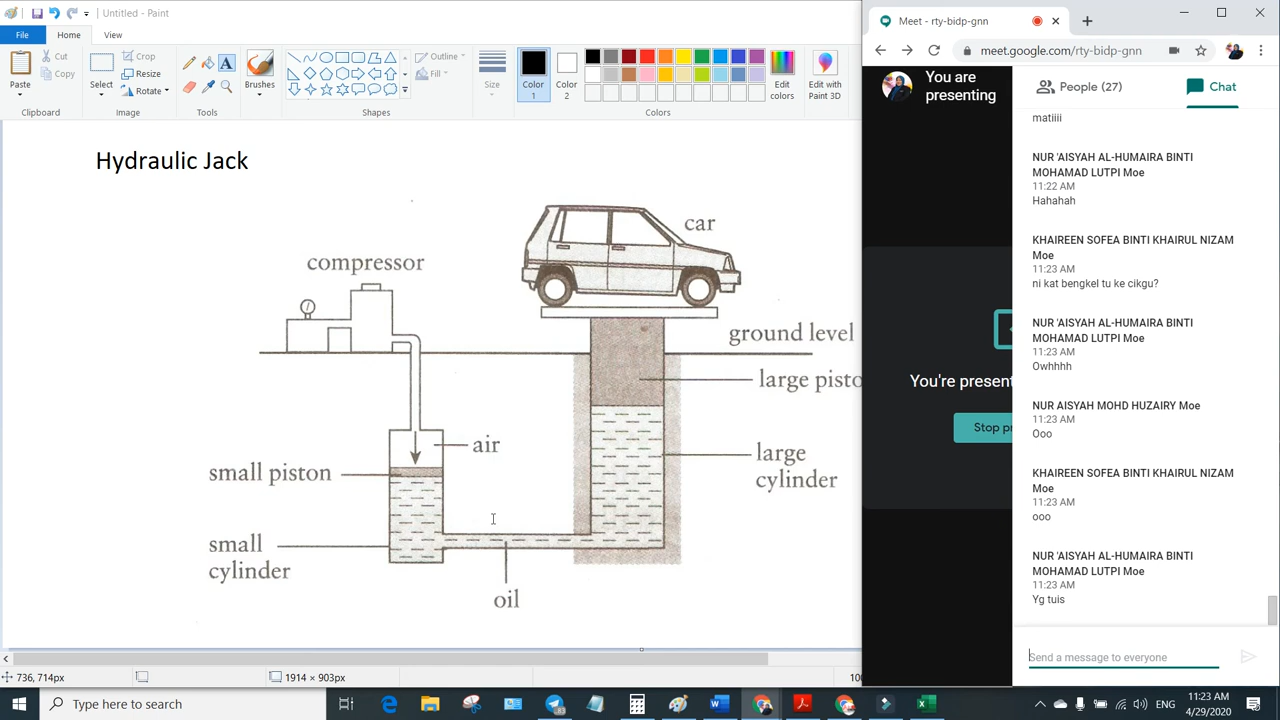 Untitled - Paint
File
Home
View
Paste
Cut
Copy
Clipboard
Select
Crop
Resize
Rotate
Image
A
Tools
Brushes
Shapes
Outline
Fill
Size
Color
1
Color
2
Colors
Edit
colors
Edit with
Paint 3D
Hydraulic Jack
car
compressor
ground level
large pisto
air
small piston
large
cylinder
small
cylinder
oil
736, 714px
1914 × 903px
100
Meet - rty-bidp-gnn
meet.google.com/rty-bidp-gnn
You are
presenting
You're present
Stop pr
People (27)
Chat
matiiii
NUR 'AISYAH AL-HUMAIRA BINTI
MOHAMAD LUTPI Moe
11:22 AM
Hahahah
KHAIREEN SOFEA BINTI KHAIRUL NIZAM
Moe
11:23 AM
ni kat bengkel tu ke cikgu?
NUR 'AISYAH AL-HUMAIRA BINTI
MOHAMAD LUTPI Moe
11:23 AM
Owhhhh
NUR AISYAH MOHD HUZAIRY Moe
11:23 AM
Ooo
KHAIREEN SOFEA BINTI KHAIRUL NIZAM
Moe
11:23 AM
ooo
NUR 'AISYAH AL-HUMAIRA BINTI
MOHAMAD LUTPI Moe
11:23 AM
Yg tuis
Send a message to everyone
Type here to search
ENG
11:23 AM
4/29/2020